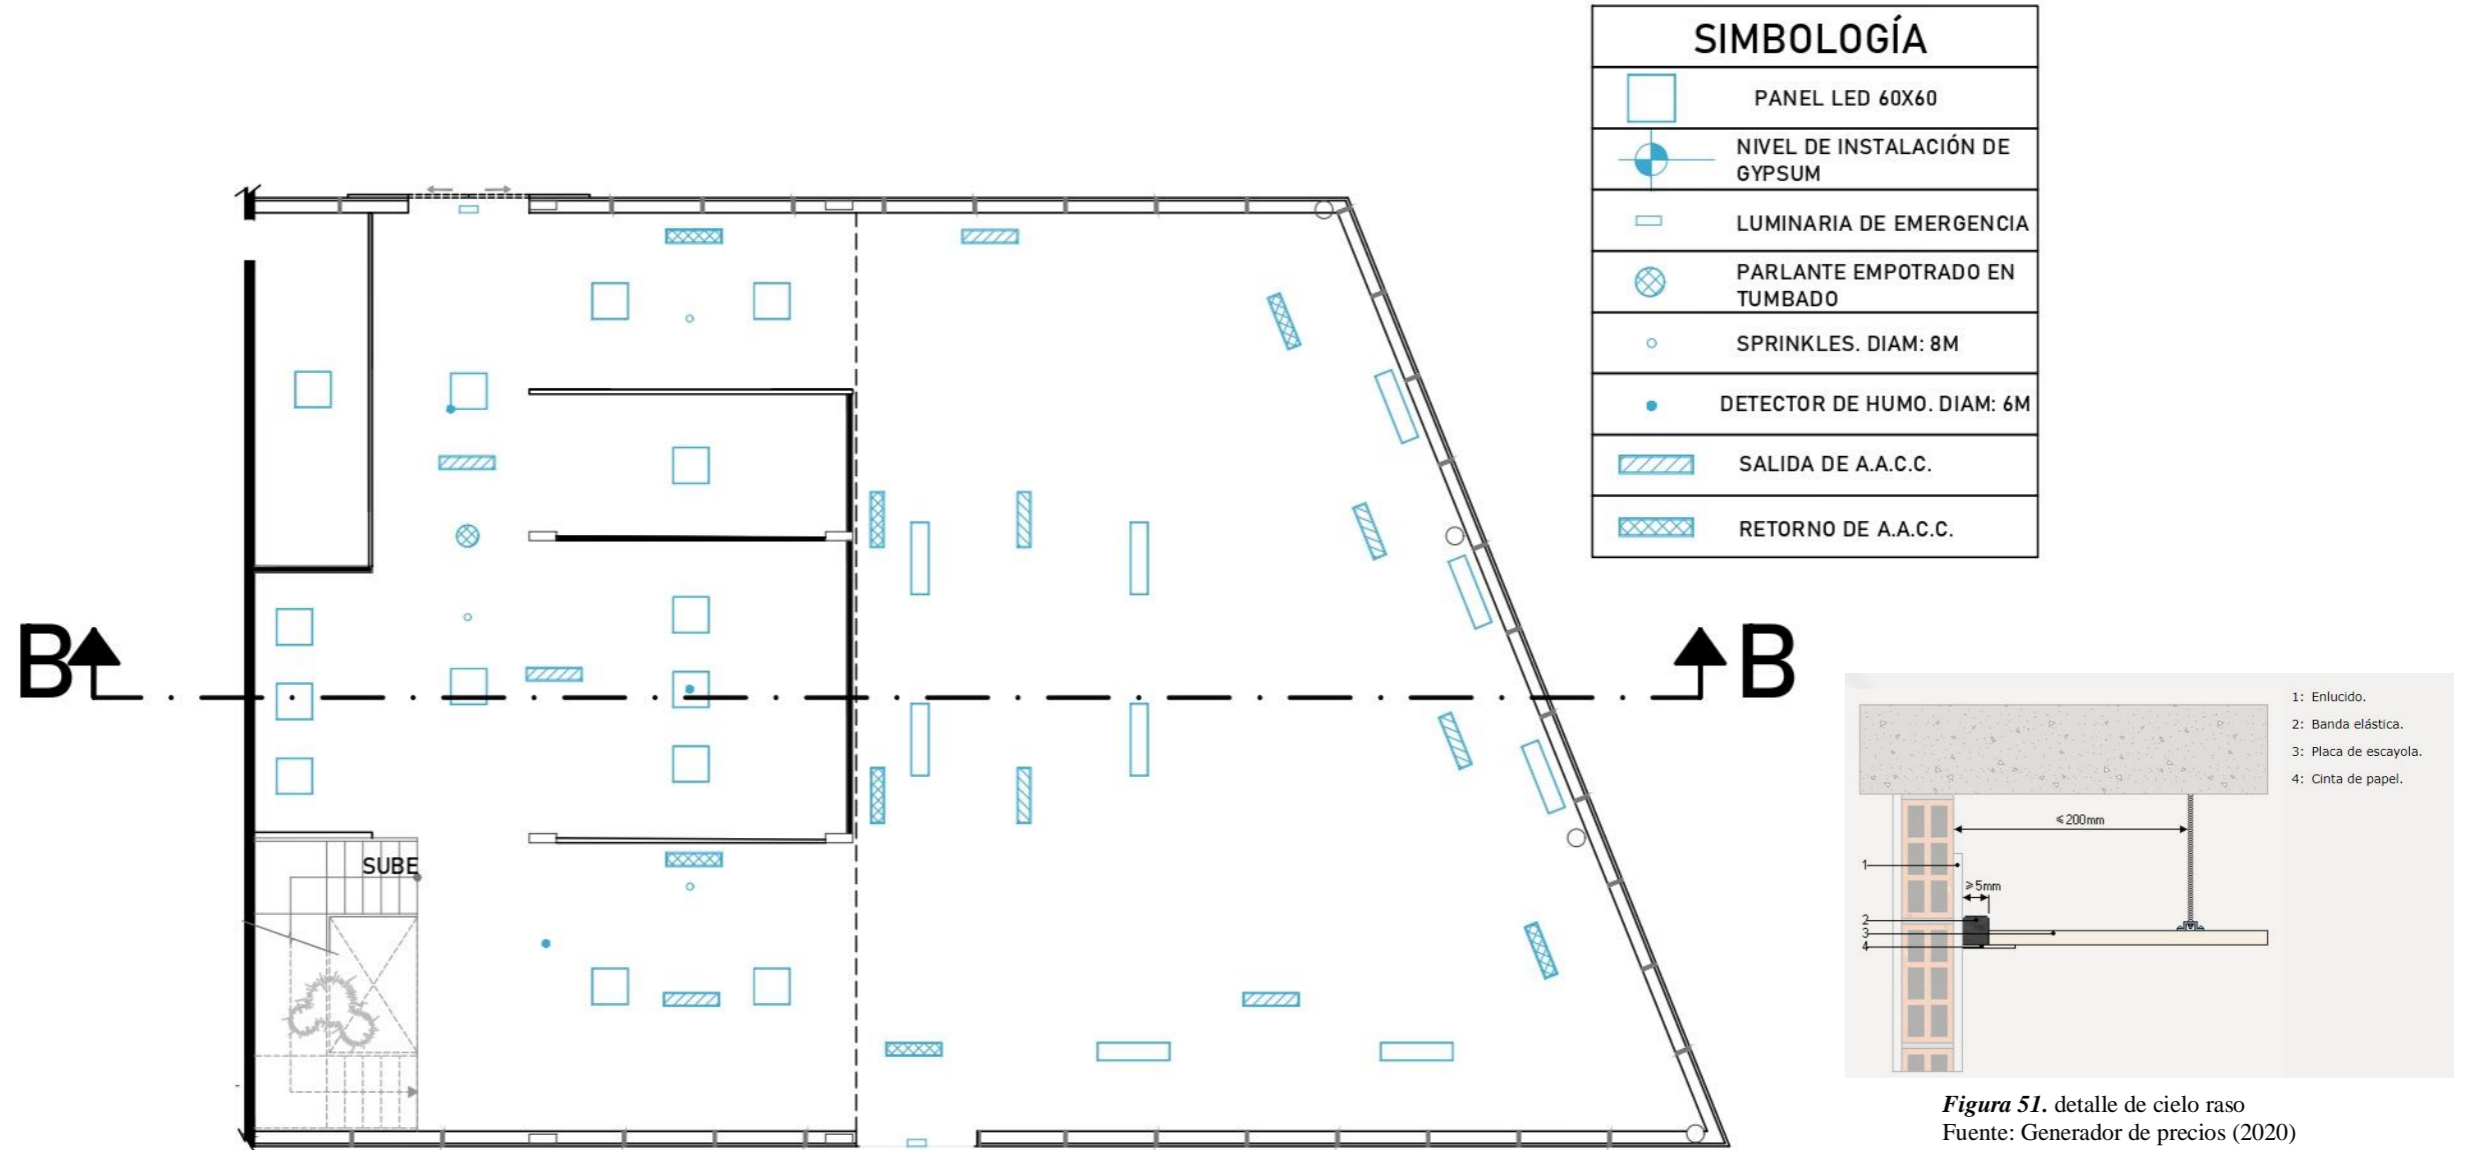 SIMBOLOGÍA
PANEL LED 60X60
NIVEL DE INSTALACIÓN DE
GYPSUM
LUMINARIA DE EMERGENCIA
PARLANTE EMPOTRADO EN
TUMBADO
SPRINKLES. DIAM: 8M
DETECTOR DE HUMO. DIAM: 6M
SALIDA DE A.A.C.C.
RETORNO DE A.A.C.C.
B
B
SUBE
1: Enlucido.
2: Banda elástica.
3: Placa de escayola.
4: Cinta de papel.
≤200mm
1
≥5mm
2
3
4
Figura 51. detalle de cielo raso
Fuente: Generador de precios (2020)